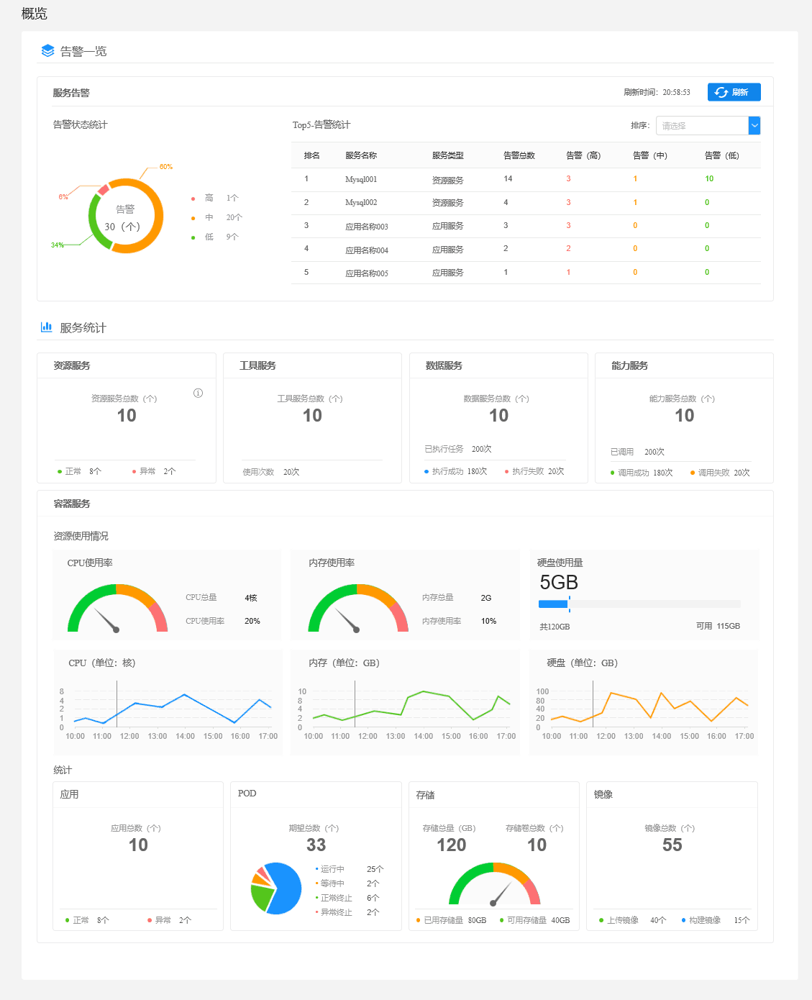 概览
告警一览
服务告警
刷新时间：20:58:53
刷新
告警状态统计
Top5-告警统计
排序：
请选择
60%
6%
34%
告警
30（个）
高 1个
中 20个
低 9个
排名 服务名称 服务类型 告警总数 告警（高） 告警（中） 告警（低）
1 Mysql001 资源服务 14 3 1 10
2 Mysql002 资源服务 4 3 1 0
3 应用名称003 应用服务 3 3 0 0
4 应用名称004 应用服务 2 2 0 0
5 应用名称005 应用服务 1 1 0 0
服务统计
资源服务
资源服务总数（个）
10
正常 8个 异常 2个
工具服务
工具服务总数（个）
10
使用次数 20次
数据服务
数据服务总数（个）
10
已执行任务 200次
执行成功 180次 执行失败 20次
能力服务
能力服务总数（个）
10
已调用 200次
调用成功 180次 调用失败 20次
容器服务
资源使用情况
CPU使用率
CPU总量 4核
CPU使用率 20%
内存使用率
内存总量 2G
内存使用率 10%
硬盘使用量
5GB
共120GB 可用 115GB
CPU（单位：核）
8
4
2
1
0
10:00 11:00 12:00 13:00 14:00 15:00 16:00 17:00
内存（单位：GB）
10
8
4
2
0
10:00 11:00 12:00 13:00 14:00 15:00 16:00 17:00
硬盘（单位：GB）
100
80
40
20
0
10:00 11:00 12:00 13:00 14:00 15:00 16:00 17:00
统计
应用
应用总数（个）
10
正常 8个 异常 2个
POD
期望总数（个）
33
运行中 25个
等待中 2个
正常终止 6个
异常终止 2个
存储
存储总量（GB） 存储卷总数（个）
120 10
已用存储量 80GB 可用存储量 40GB
镜像
镜像总数（个）
55
上传镜像 40个 构建镜像 15个